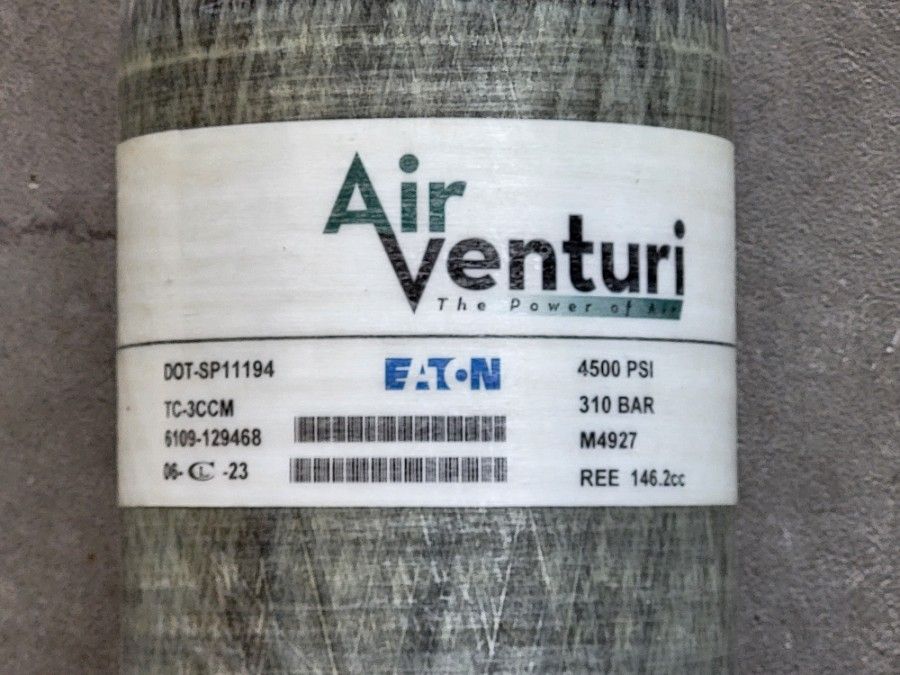 Air
Venturi
The Power of Air
DOT-SP11194
EATON
4500 PSI
TC-3CCM
310 BAR
6109-129468
M4927
06- CL -23
REE 146.2cc